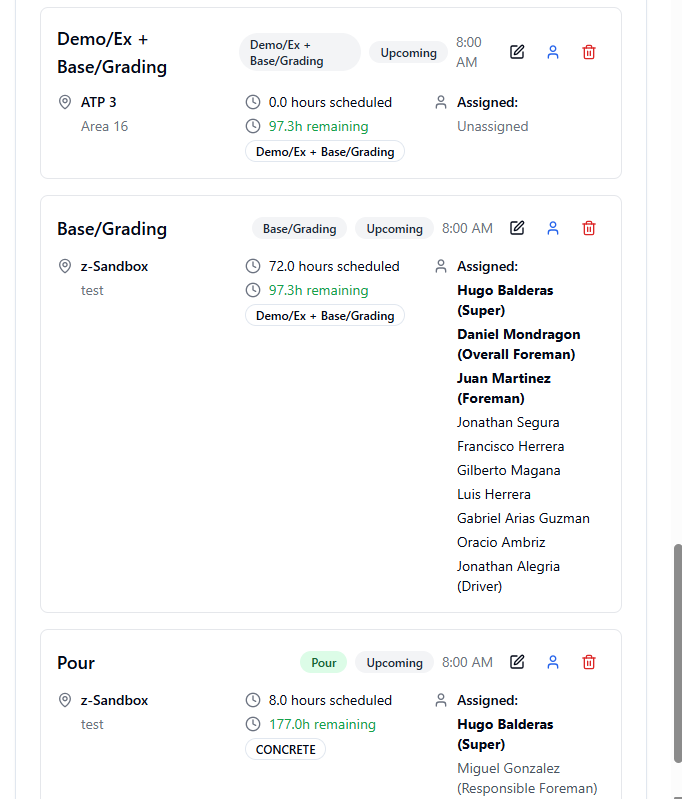 Demo/Ex +
Base/Grading
Demo/Ex +
Base/Grading
Upcoming
8:00
AM
ATP 3
Area 16
0.0 hours scheduled
97.3h remaining
Demo/Ex + Base/Grading
Assigned:
Unassigned
Base/Grading
Base/Grading
Upcoming
8:00 AM
z-Sandbox
test
72.0 hours scheduled
97.3h remaining
Demo/Ex + Base/Grading
Assigned:
Hugo Balderas
(Super)
Daniel Mondragon
(Overall Foreman)
Juan Martinez
(Foreman)
Jonathan Segura
Francisco Herrera
Gilberto Magana
Luis Herrera
Gabriel Arias Guzman
Oracio Ambriz
Jonathan Alegria
(Driver)
Pour
Pour
Upcoming
8:00 AM
z-Sandbox
test
8.0 hours scheduled
177.0h remaining
CONCRETE
Assigned:
Hugo Balderas
(Super)
Miguel Gonzalez
(Responsible Foreman)